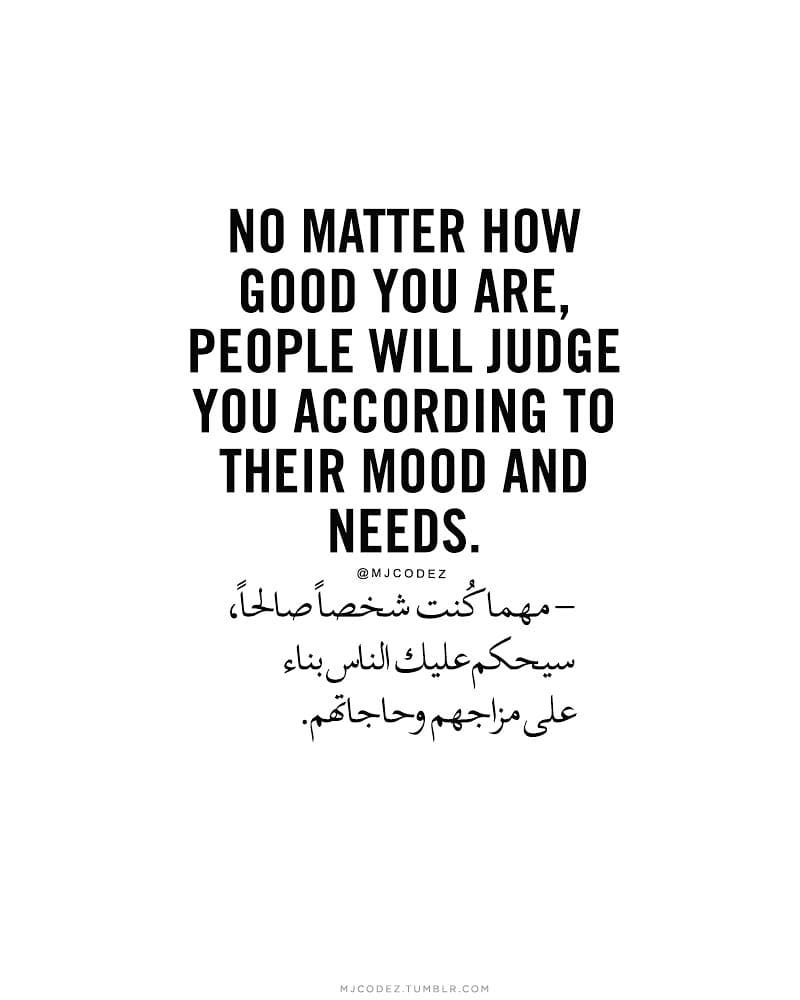 NO MATTER HOW
GOOD YOU ARE,
PEOPLE WILL JUDGE
YOU ACCORDING TO
THEIR MOOD AND
NEEDS.
@MJCODEZ
– مهما كُنت شخصاً صالحاً،
سيحكم عليك الناس بناء
على مزاجهم وحاجاتهم.
MJCODEZ.TUMBLR.COM